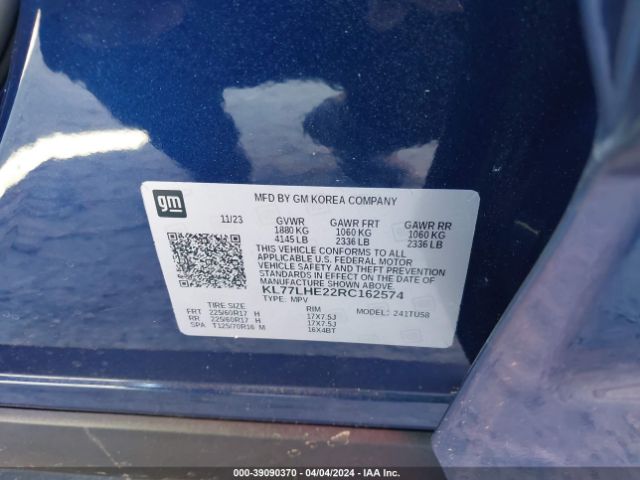 gm
MFD BY GM KOREA COMPANY
11/23 GVWR GAWR FRT GAWR RR
1880 KG 1060 KG 1060 KG
4145 LB 2336 LB 2336 LB
THIS VEHICLE CONFORMS TO ALL
APPLICABLE U.S. FEDERAL MOTOR
VEHICLE SAFETY AND THEFT PREVENTION
STANDARDS IN EFFECT ON THE DATE OF
MANUFACTURE SHOWN ABOVE.
KL77LHE22RC162574
TYPE: MPV
TIRE SIZE RIM MODEL: 241TU58
FRT 225/60R17 H 17X7.5J
RR 225/60R17 H 17X7.5J
SPA T125/70R16 M 16X4BT
000-39090370 - 04/04/2024 - IAA Inc.